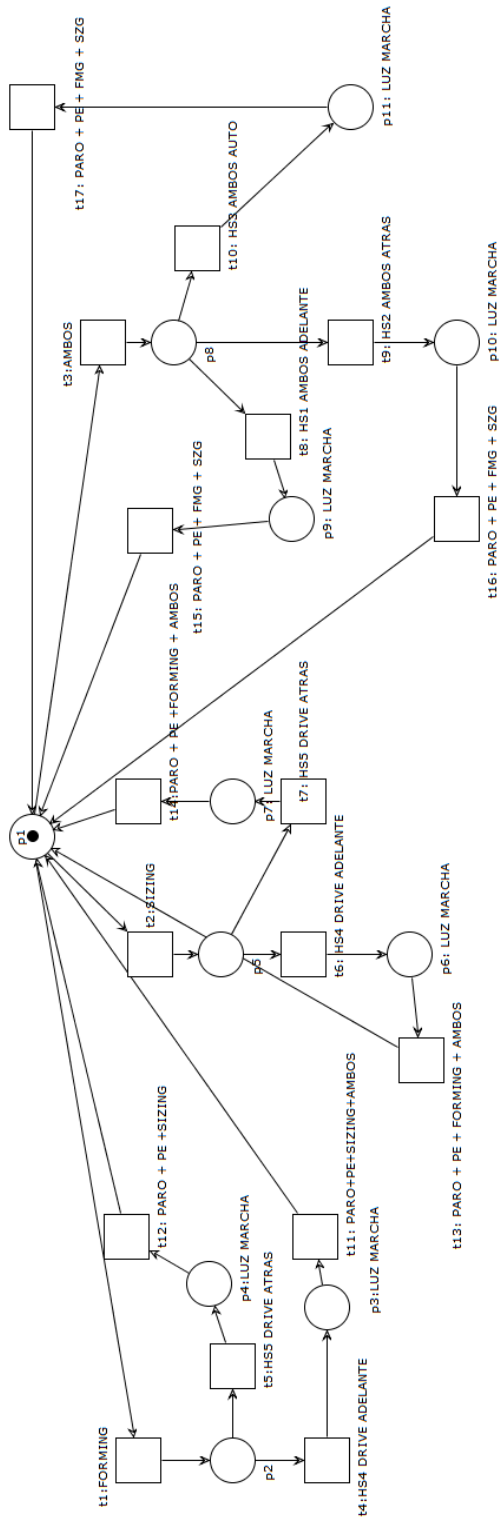 t17: PARO + PE + FMG + SZG
p11: LUZ MARCHA
t10: HS3 AMBOS AUTO
t3:AMBOS
p8
t9: HS2 AMBOS ATRAS
p10: LUZ MARCHA
t8: HS1 AMBOS ADELANTE
p9: LUZ MARCHA
t15: PARO + PE + FMG + SZG
t16: PARO + PE + FMG + SZG
p1
t14:PARO + PE +FORMING + AMBOS
p7: LUZ MARCHA
t7: HS5 DRIVE ATRAS
t2:SIZING
p5
t6: HS4 DRIVE ADELANTE
p6: LUZ MARCHA
t13: PARO + PE + FORMING + AMBOS
t12: PARO + PE +SIZING
p4:LUZ MARCHA
t11: PARO+PE+SIZING+AMBOS
p3:LUZ MARCHA
t5:HS5 DRIVE ATRAS
t1:FORMING
p2
t4:HS4 DRIVE ADELANTE